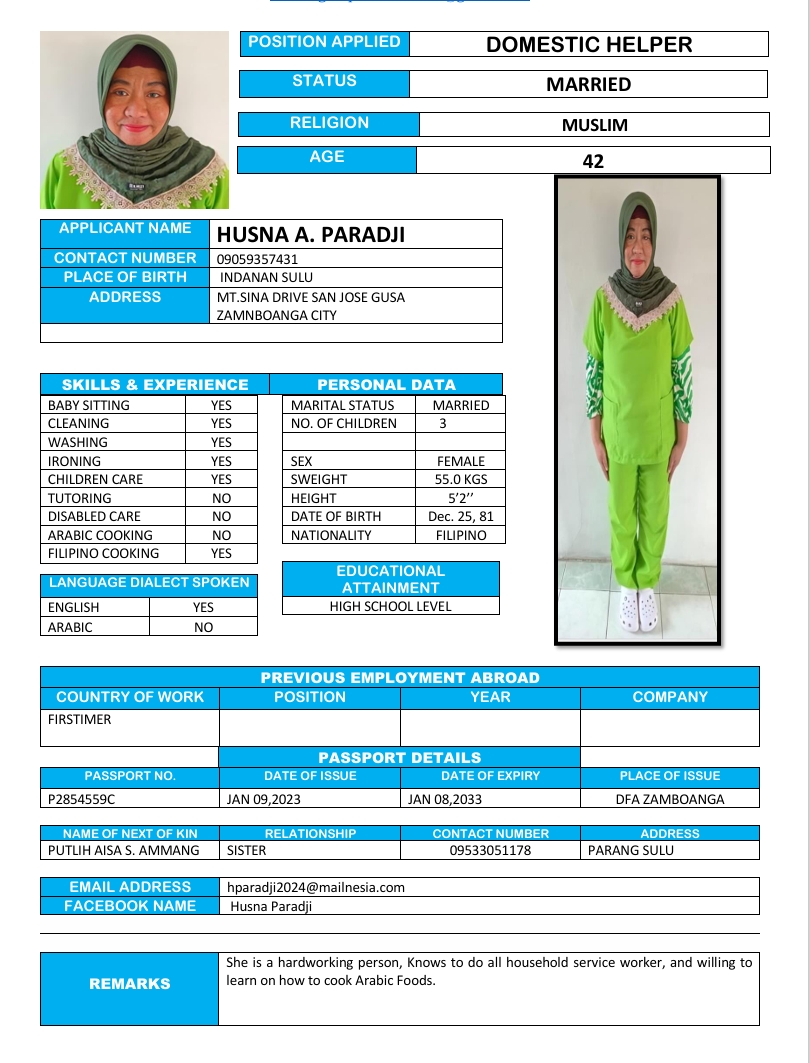 POSITION APPLIED DOMESTIC HELPER
STATUS MARRIED
RELIGION MUSLIM
AGE 42
APPLICANT NAME HUSNA A. PARADJI
CONTACT NUMBER 09059357431
PLACE OF BIRTH INDANAN SULU
ADDRESS MT.SINA DRIVE SAN JOSE GUSA
ZAMNBOANGA CITY
SKILLS & EXPERIENCE
BABY SITTING YES
CLEANING YES
WASHING YES
IRONING YES
CHILDREN CARE YES
TUTORING NO
DISABLED CARE NO
ARABIC COOKING NO
FILIPINO COOKING YES
LANGUAGE DIALECT SPOKEN
ENGLISH YES
ARABIC NO
PERSONAL DATA
MARITAL STATUS MARRIED
NO. OF CHILDREN 3
SEX FEMALE
SWEIGHT 55.0 KGS
HEIGHT 5’2’’
DATE OF BIRTH Dec. 25, 81
NATIONALITY FILIPINO
EDUCATIONAL
ATTAINMENT
HIGH SCHOOL LEVEL
PREVIOUS EMPLOYMENT ABROAD
COUNTRY OF WORK POSITION YEAR COMPANY
FIRSTIMER
PASSPORT DETAILS
PASSPORT NO. DATE OF ISSUE DATE OF EXPIRY PLACE OF ISSUE
P2854559C JAN 09,2023 JAN 08,2033 DFA ZAMBOANGA
NAME OF NEXT OF KIN RELATIONSHIP CONTACT NUMBER ADDRESS
PUTLIH AISA S. AMMANG SISTER 09533051178 PARANG SULU
EMAIL ADDRESS hparadji2024@mailnesia.com
FACEBOOK NAME Husna Paradji
REMARKS
She is a hardworking person, Knows to do all household service worker, and willing to
learn on how to cook Arabic Foods.